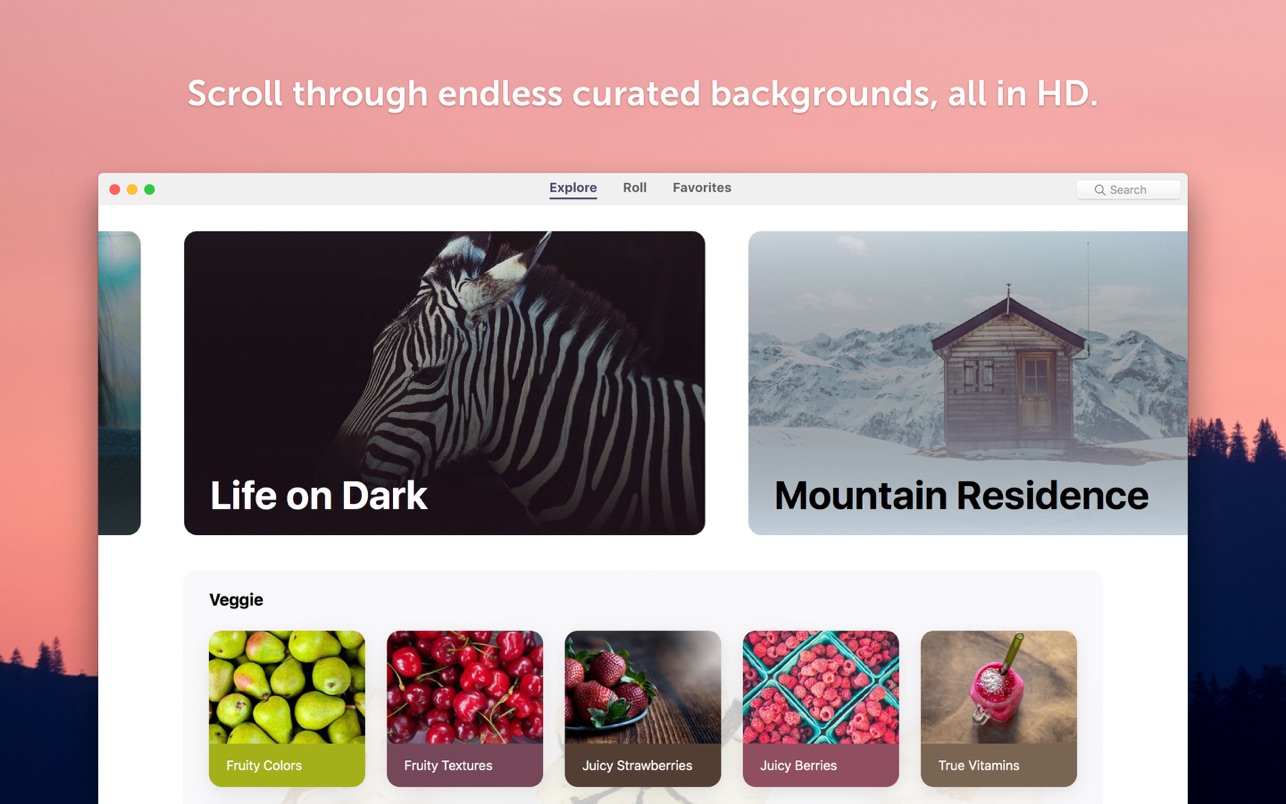 Scroll through endless curated backgrounds, all in HD.
Explore Roll Favorites Search
Life on Dark
Mountain Residence
Veggie
Fruity Colors
Fruity Textures
Juicy Strawberries
Juicy Berries
True Vitamins